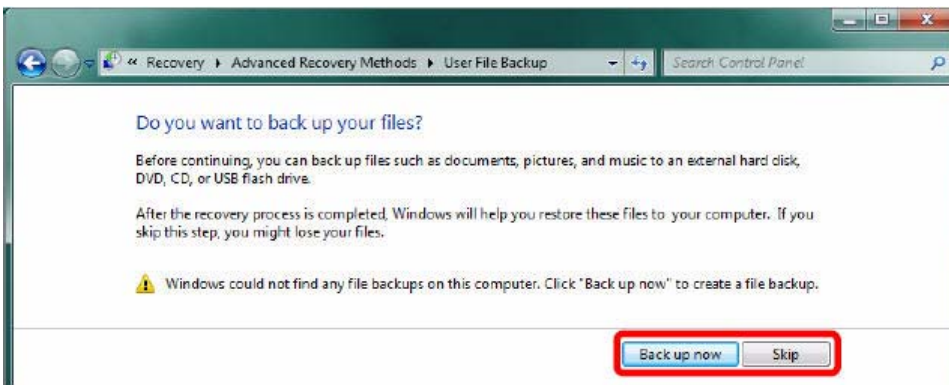 « Recovery ▸ Advanced Recovery Methods ▸ User File Backup
Search Control Panel
Do you want to back up your files?
Before continuing, you can back up files such as documents, pictures, and music to an external hard disk,
DVD, CD, or USB flash drive.
After the recovery process is completed, Windows will help you restore these files to your computer. If you
skip this step, you might lose your files.
Windows could not find any file backups on this computer. Click "Back up now" to create a file backup.
Back up now
Skip